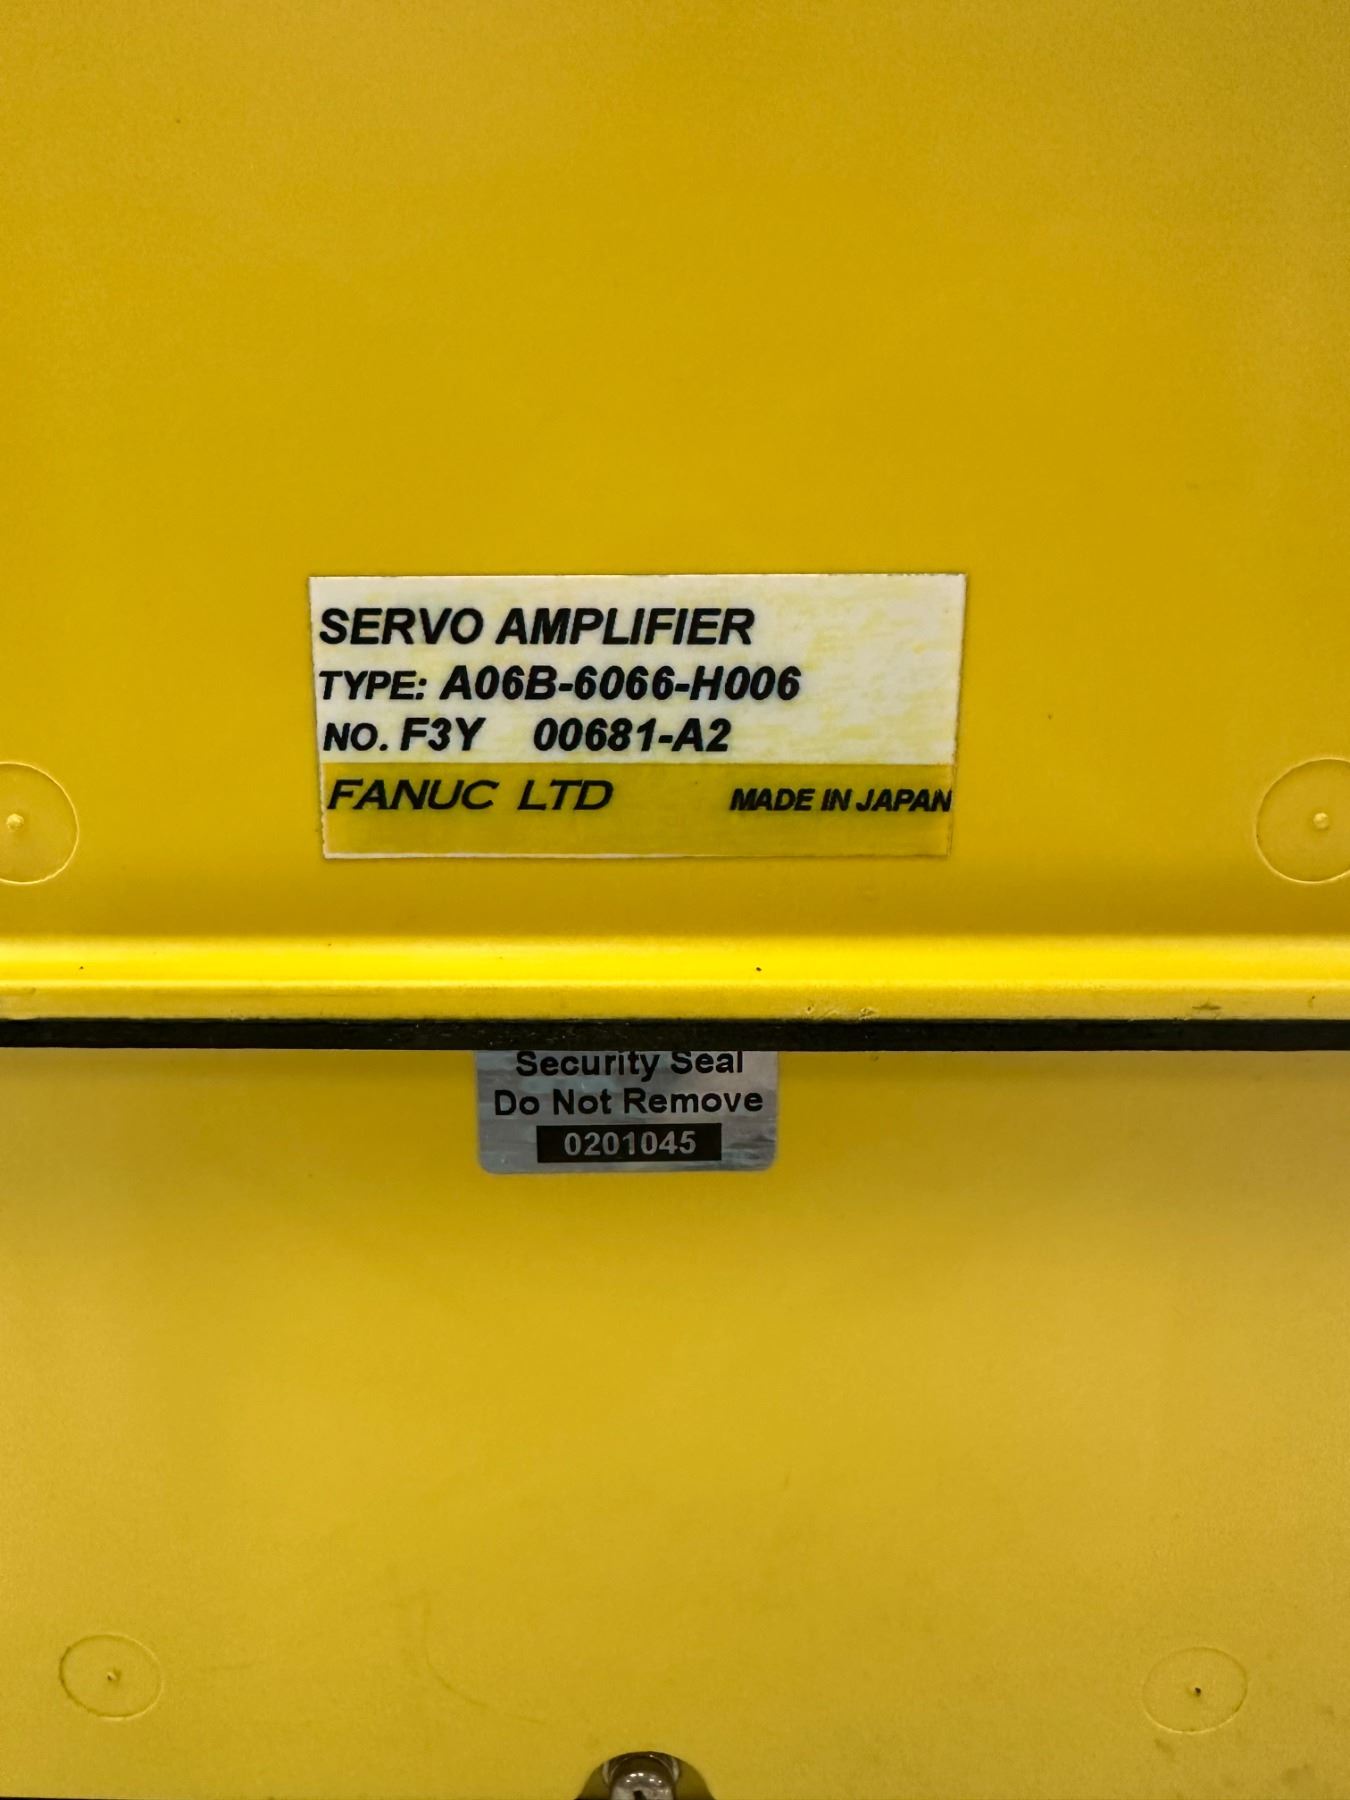 SERVO AMPLIFIER
TYPE: A06B-6066-H006
NO. F3Y 00681-A2
FANUC LTD MADE IN JAPAN
Security Seal
Do Not Remove
0201045